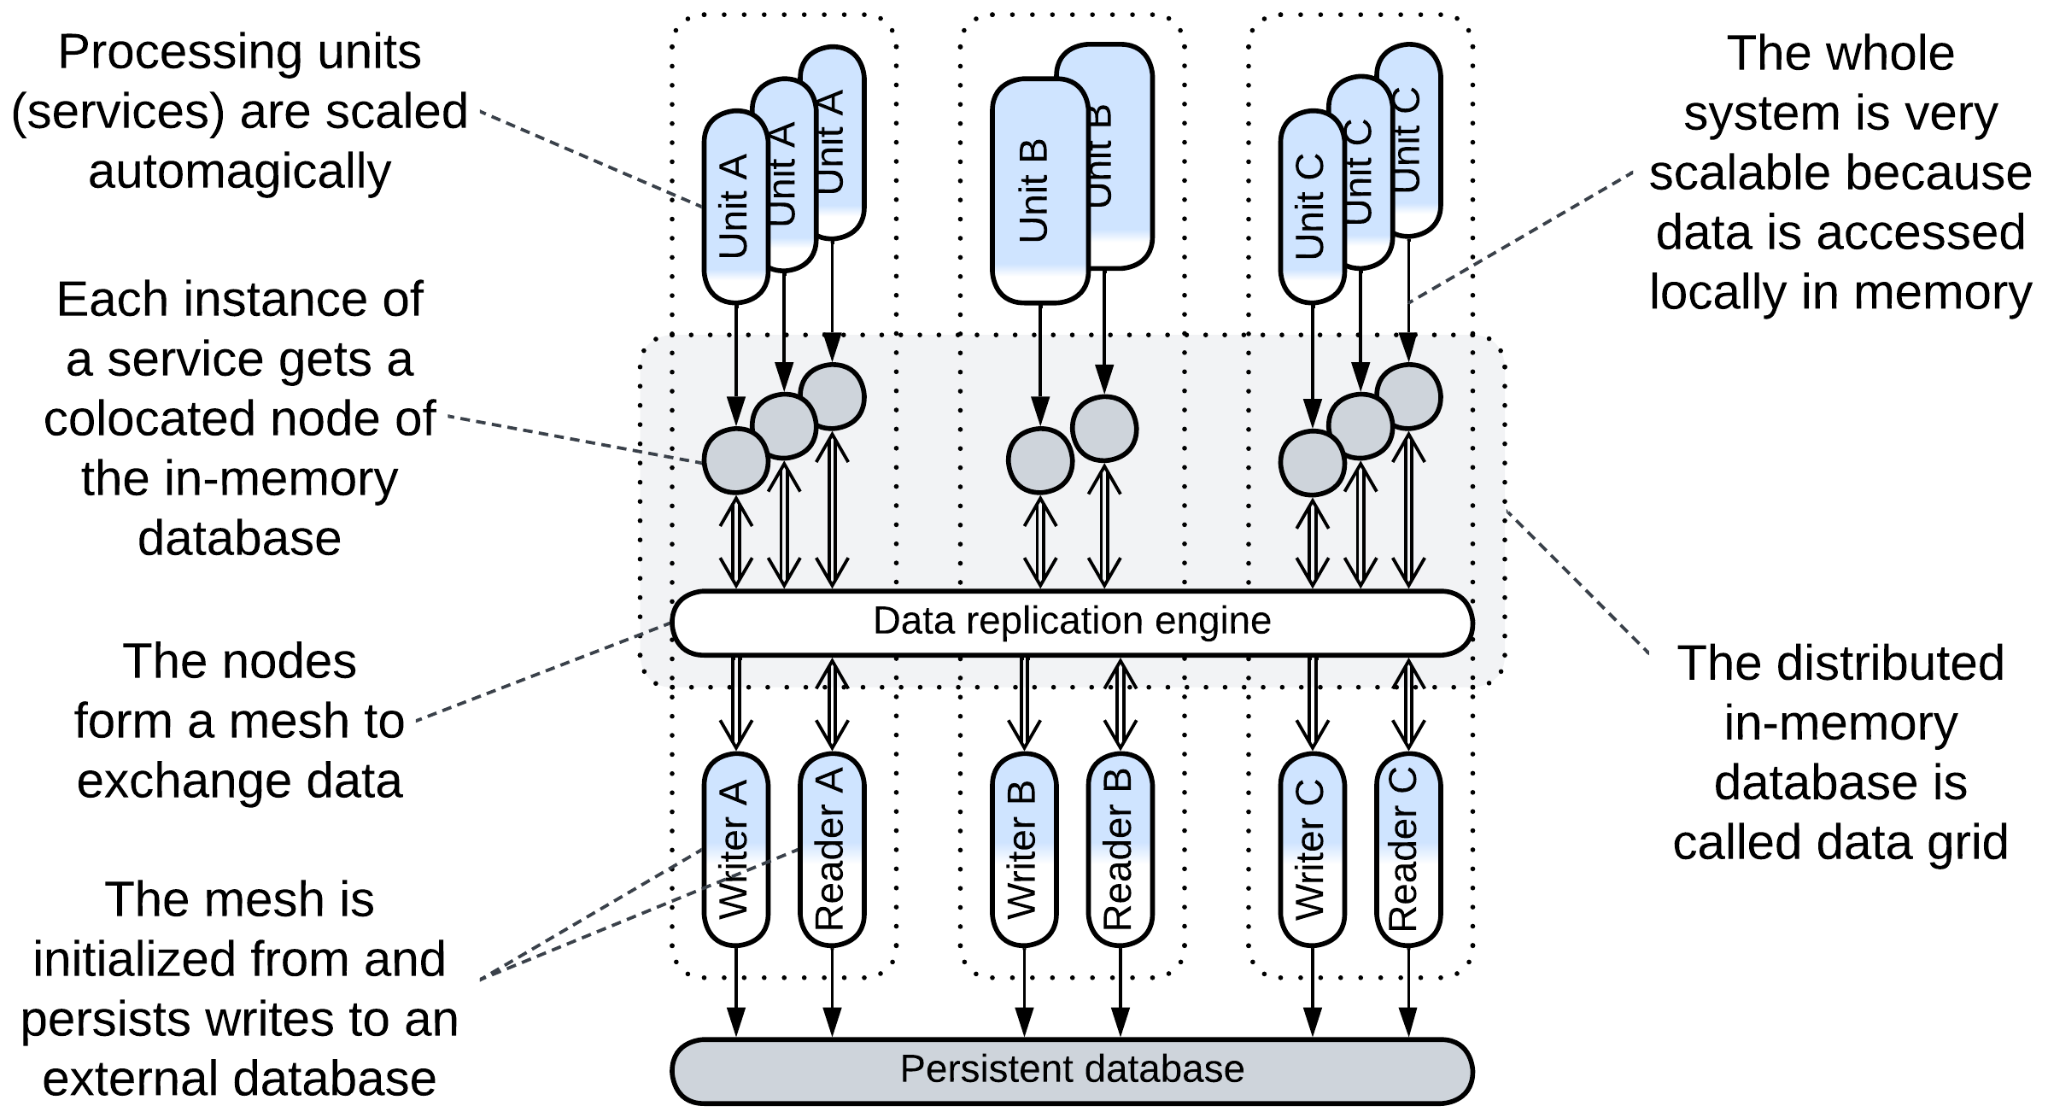 Processing units
(services) are scaled
automagically
Each instance of
a service gets a
colocated node of
the in-memory
database
The nodes
form a mesh to
exchange data
The mesh is
initialized from and
persists writes to an
external database
Unit A
Unit A
Unit A
Unit B
Unit B
Unit C
Unit C
Unit C
Data replication engine
Writer A
Reader A
Writer B
Reader B
Writer C
Reader C
Persistent database
The whole
system is very
scalable because
data is accessed
locally in memory
The distributed
in-memory
database is
called data grid